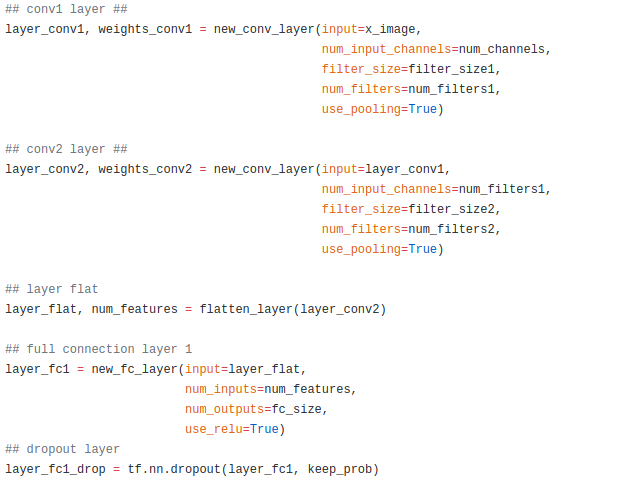 ## conv1 layer ##
layer_conv1, weights_conv1 = new_conv_layer(input=x_image,
num_input_channels=num_channels,
filter_size=filter_size1,
num_filters=num_filters1,
use_pooling=True)
## conv2 layer ##
layer_conv2, weights_conv2 = new_conv_layer(input=layer_conv1,
num_input_channels=num_filters1,
filter_size=filter_size2,
num_filters=num_filters2,
use_pooling=True)
## layer flat
layer_flat, num_features = flatten_layer(layer_conv2)
## full connection layer 1
layer_fc1 = new_fc_layer(input=layer_flat,
num_inputs=num_features,
num_outputs=fc_size,
use_relu=True)
## dropout layer
layer_fc1_drop = tf.nn.dropout(layer_fc1, keep_prob)